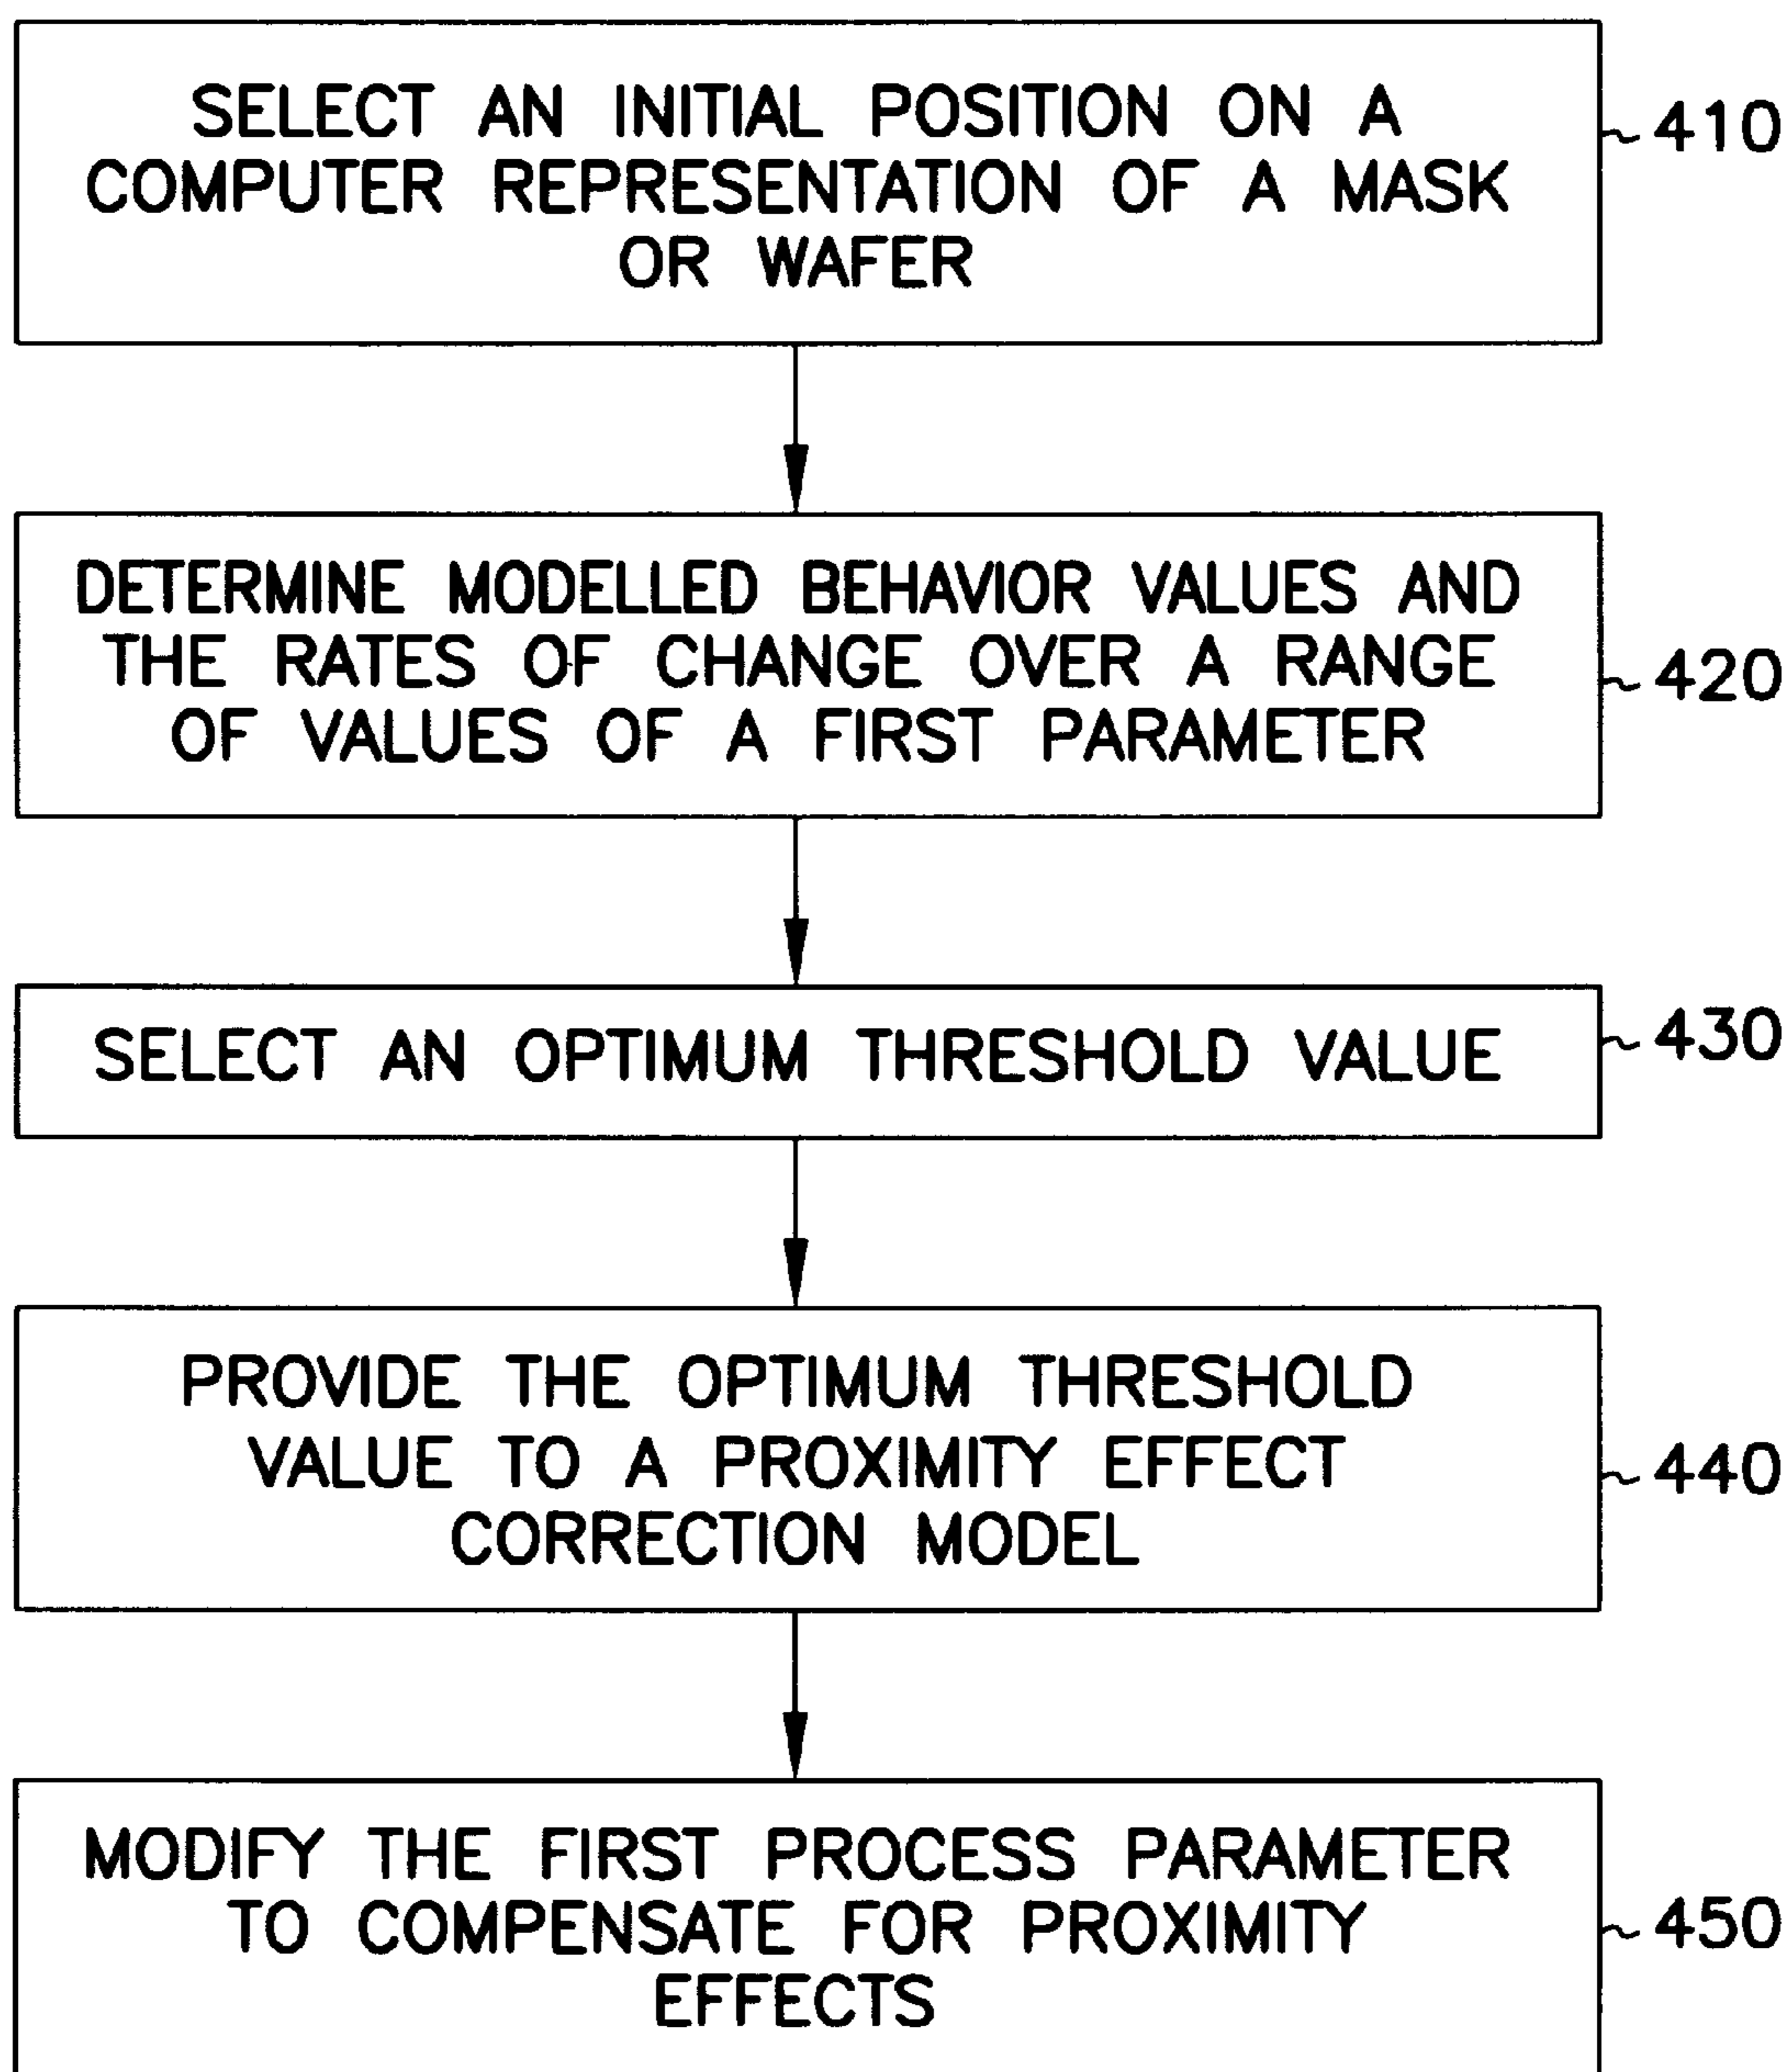 SELECT AN INITIAL POSITION ON A
COMPUTER REPRESENTATION OF A MASK
OR WAFER
410
DETERMINE MODELLED BEHAVIOR VALUES AND
THE RATES OF CHANGE OVER A RANGE
OF VALUES OF A FIRST PARAMETER
420
SELECT AN OPTIMUM THRESHOLD VALUE
430
PROVIDE THE OPTIMUM THRESHOLD
VALUE TO A PROXIMITY EFFECT
CORRECTION MODEL
440
MODIFY THE FIRST PROCESS PARAMETER
TO COMPENSATE FOR PROXIMITY
EFFECTS
450